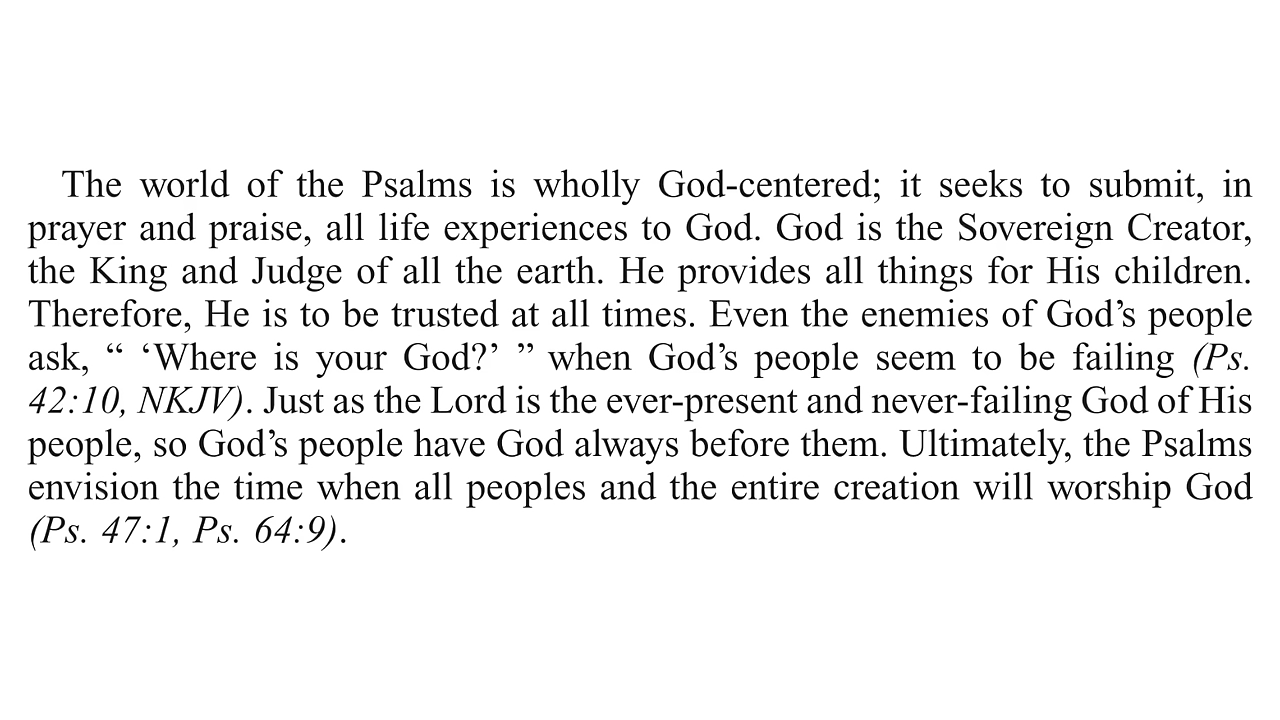 The world of the Psalms is wholly God-centered; it seeks to submit, in
prayer and praise, all life experiences to God. God is the Sovereign Creator,
the King and Judge of all the earth. He provides all things for His children.
Therefore, He is to be trusted at all times. Even the enemies of God’s people
ask, “ ‘Where is your God?’ ” when God’s people seem to be failing (Ps.
42:10, NKJV). Just as the Lord is the ever-present and never-failing God of His
people, so God’s people have God always before them. Ultimately, the Psalms
envision the time when all peoples and the entire creation will worship God
(Ps. 47:1, Ps. 64:9).